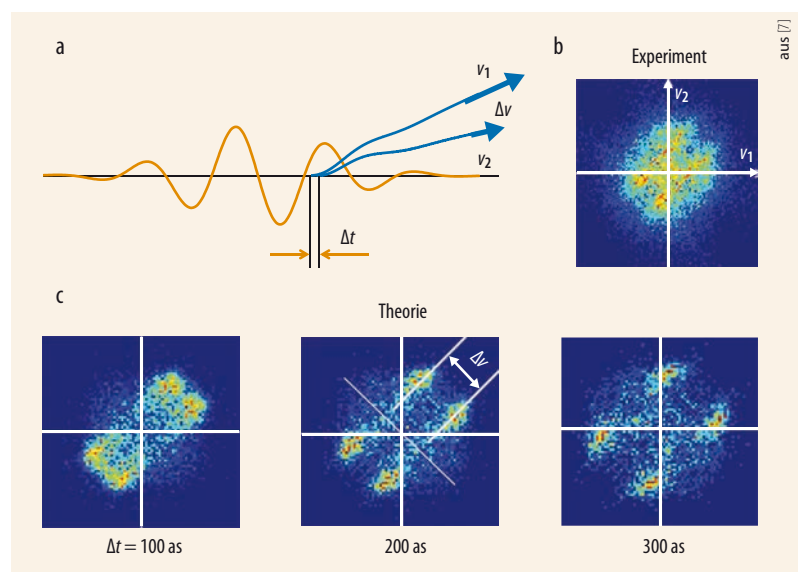 a
v1
Δv
v2
Δt
b
Experiment
v2
v1
aus [7]
c
Theorie
Δv
Δt = 100 as
200 as
300 as